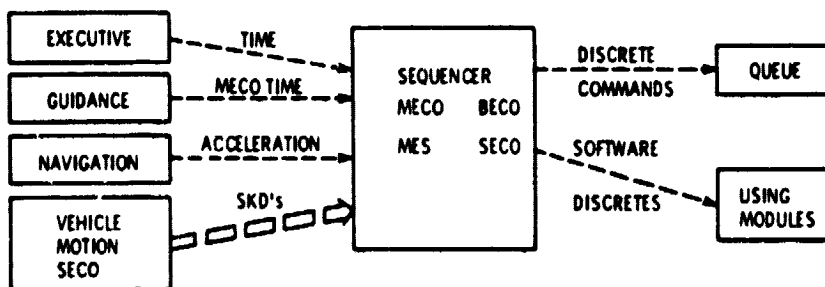 EXECUTIVE
TIME
GUIDANCE
MECO TIME
NAVIGATION
ACCELERATION
VEHICLE
MOTION
SECO
SKD's
SEQUENCER
MECO BECO
MES SECO
DISCRETE
COMMANDS
QUEUE
SOFTWARE
DISCRETES
USING
MODULES